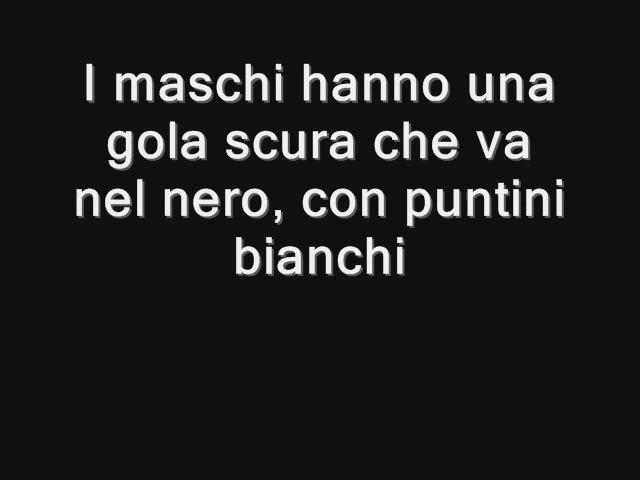 I maschi hanno una
gola scura che va
nel nero, con puntini
bianchi